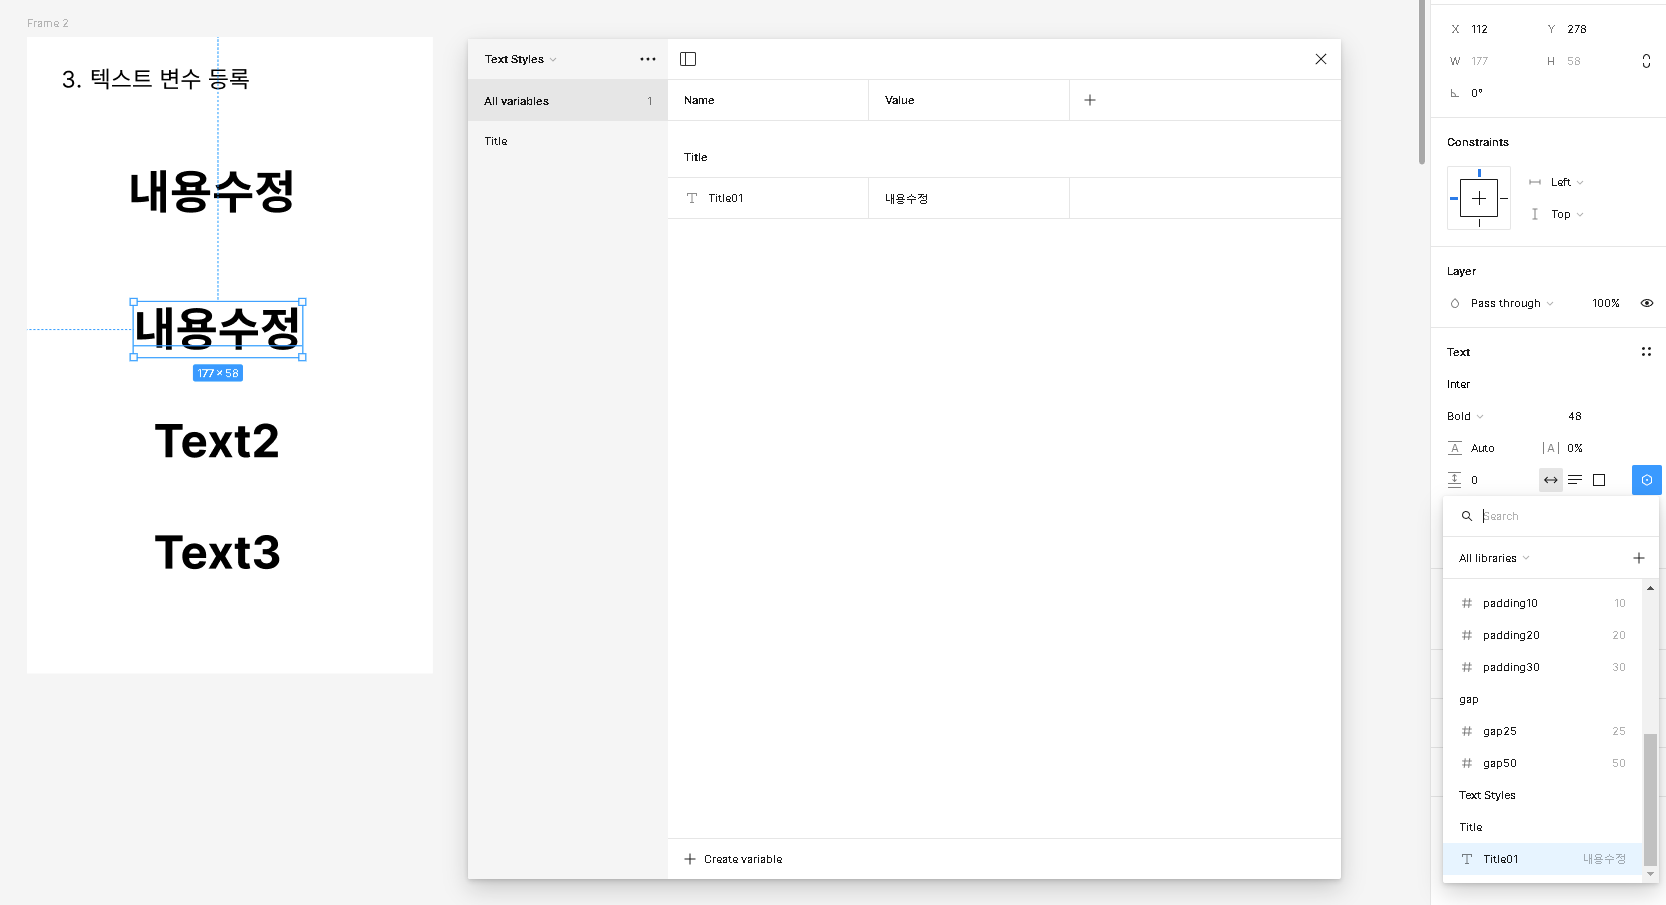 Frame 2
3. 텍스트 변수 등록
내용수정
내용수정
177 × 58
Text2
Text3
Text Styles
All variables 1
Title
Name Value
Title
Title01 내용수정
Create variable
X 112 Y 278
W 177 H 58
0°
Constraints
Left
Top
Layer
Pass through 100%
Text
Inter
Bold 48
A Auto |A| 0%
0
Search
All libraries
padding10 10
padding20 20
padding30 30
gap
gap25 25
gap50 50
Text Styles
Title
Title01 내용수정